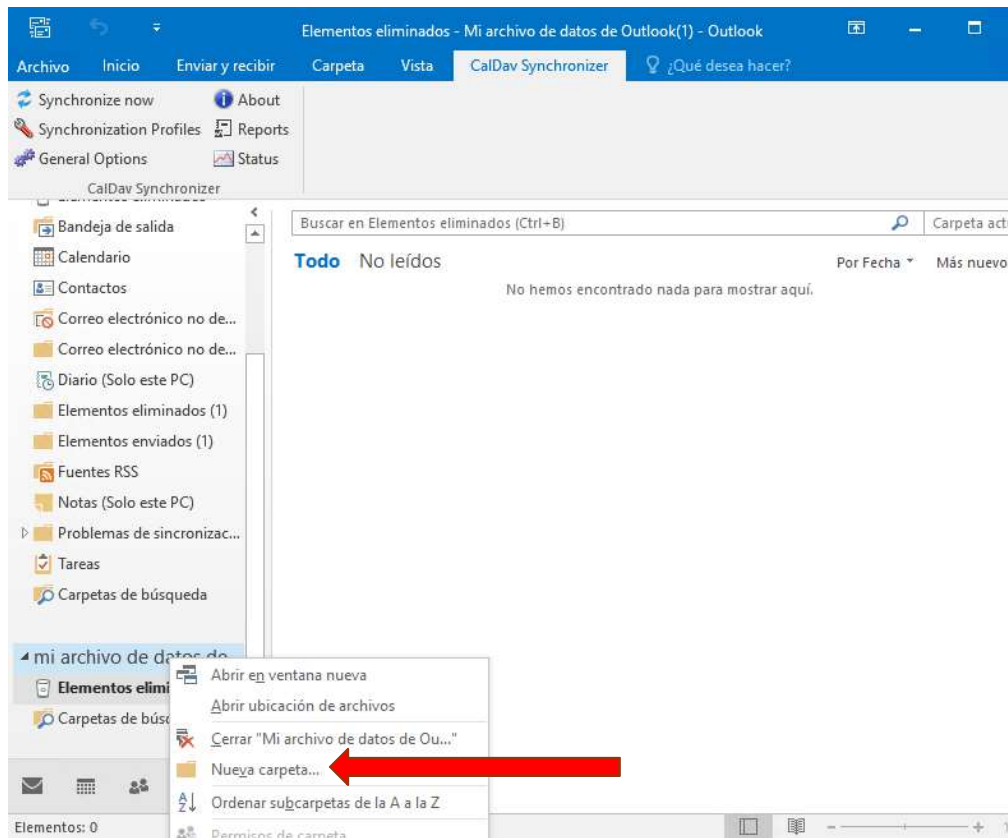 Elementos eliminados - Mi archivo de datos de Outlook(1) - Outlook
Archivo Inicio Enviar y recibir Carpeta Vista CalDav Synchronizer ¿Qué desea hacer?
Synchronize now About
Synchronization Profiles Reports
General Options Status
CalDav Synchronizer
Buscar en Elementos eliminados (Ctrl+B) Carpeta act
Todo No leídos Por Fecha Más nuevo
No hemos encontrado nada para mostrar aquí.
Elementos eliminados
Bandeja de salida
Calendario
Contactos
Correo electrónico no de...
Correo electrónico no de...
Diario (Solo este PC)
Elementos eliminados (1)
Elementos enviados (1)
Fuentes RSS
Notas (Solo este PC)
Problemas de sincronizac...
Tareas
Carpetas de búsqueda
mi archivo de datos de
Elementos elimi
Carpetas de búsq
Abrir en ventana nueva
Abrir ubicación de archivos
Cerrar "Mi archivo de datos de Ou..."
Nueva carpeta...
Ordenar subcarpetas de la A a la Z
Permisos de carpeta
Elementos: 0